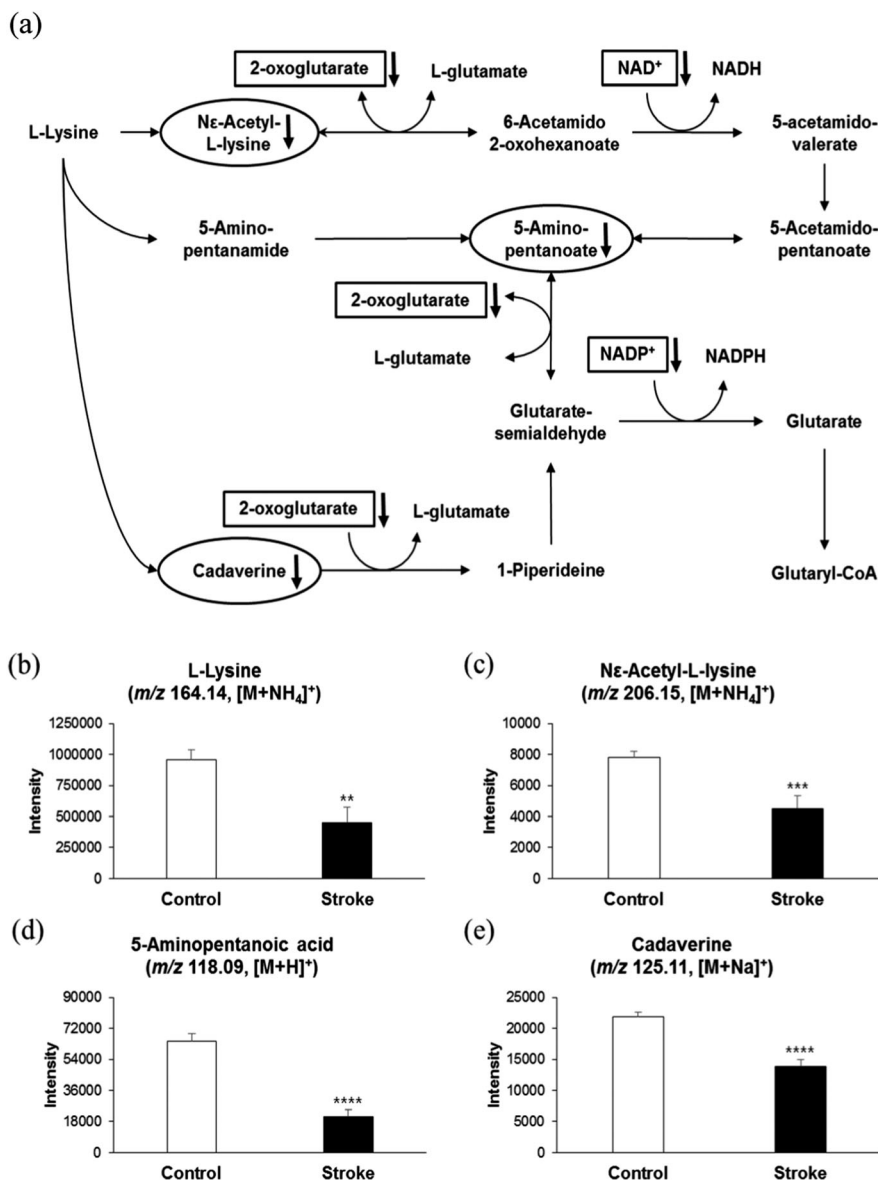 (a)
2-oxoglutarate
L-glutamate
NAD+
NADH
L-Lysine
Nε-Acetyl-
L-lysine
6-Acetamido
2-oxohexanoate
5-acetamido-
valerate
5-Amino-
pentanamide
5-Amino-
pentanoate
5-Acetamido-
pentanoate
2-oxoglutarate
L-glutamate
NADP+
NADPH
Glutarate-
semialdehyde
Glutarate
2-oxoglutarate
L-glutamate
Cadaverine
1-Piperideine
Glutaryl-CoA
(b)
L-Lysine
(m/z 164.14, [M+NH4]+)
Intensity
1250000
1000000
750000
500000
250000
0
**
Control
Stroke
(c)
Nε-Acetyl-L-lysine
(m/z 206.15, [M+NH4]+)
Intensity
10000
8000
6000
4000
2000
0
***
Control
Stroke
(d)
5-Aminopentanoic acid
(m/z 118.09, [M+H]+)
Intensity
90000
72000
54000
36000
18000
0
****
Control
Stroke
(e)
Cadaverine
(m/z 125.11, [M+Na]+)
Intensity
25000
20000
15000
10000
5000
0
****
Control
Stroke